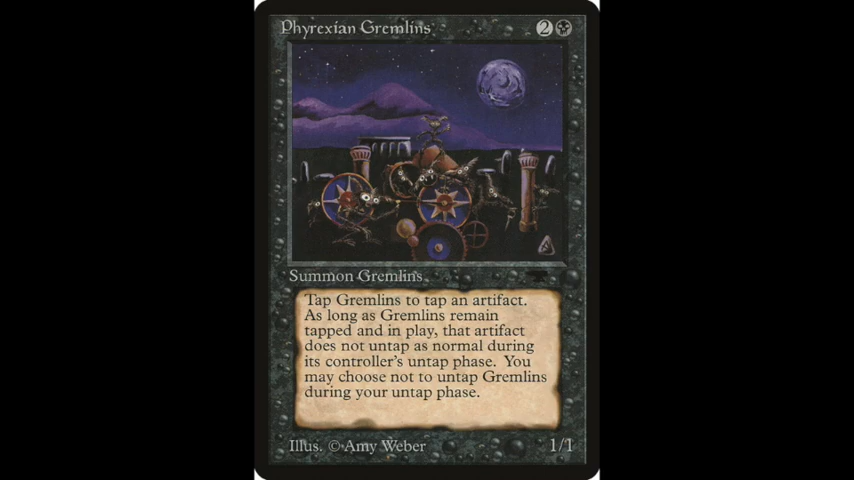 Phyrexian Gremlins 2
Summon Gremlins
Tap Gremlins to tap an artifact.
As long as Gremlins remain
tapped and in play, that artifact
does not untap as normal during
its controller's untap phase. You
may choose not to untap Gremlins
during your untap phase.
Illus. © Amy Weber 1/1